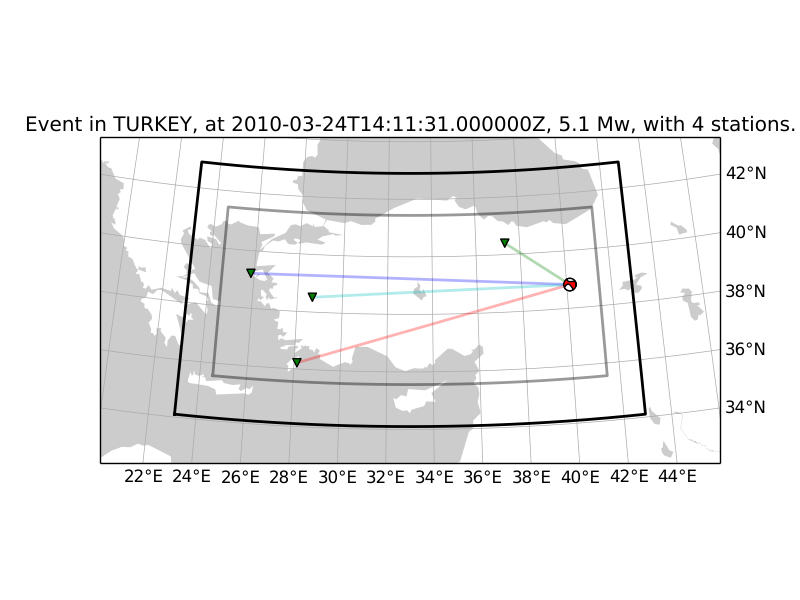 Event in TURKEY, at 2010-03-24T14:11:31.000000Z, 5.1 Mw, with 4 stations.
42°N
40°N
38°N
36°N
34°N
22°E 24°E 26°E 28°E 30°E 32°E 34°E 36°E 38°E 40°E 42°E 44°E